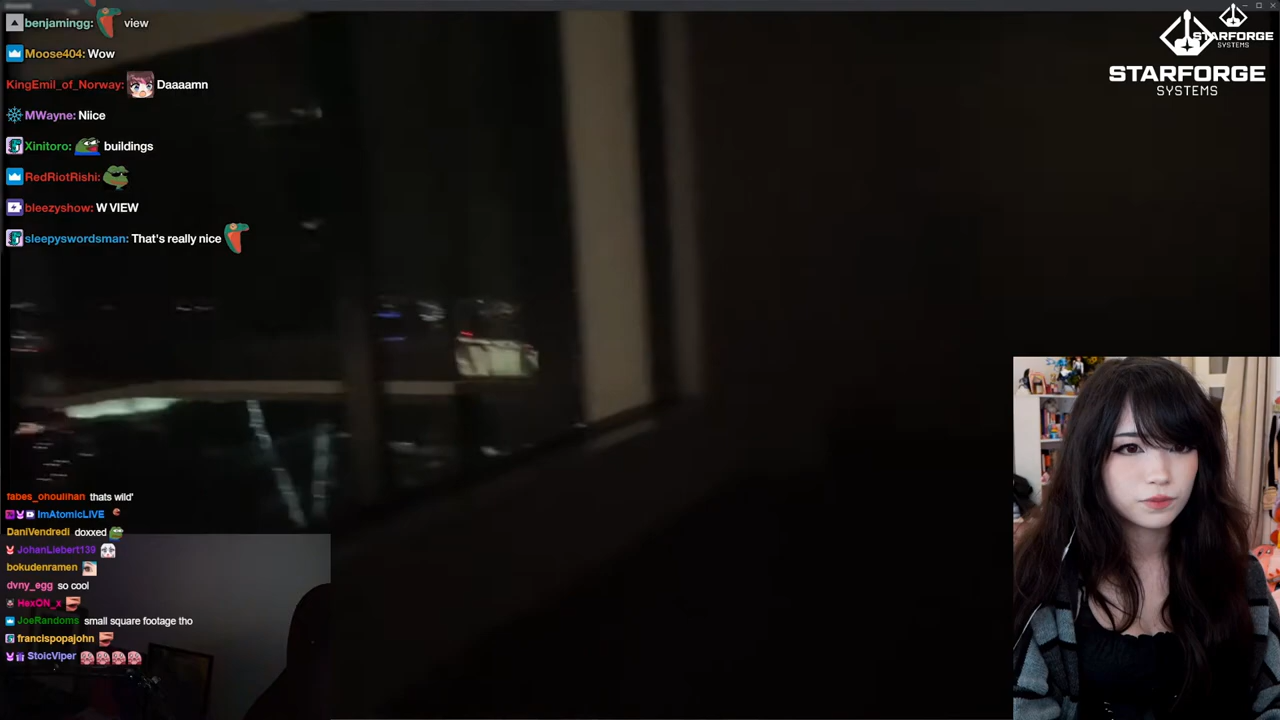 benjamingg: view
Moose404: Wow
KingEmil_of_Norway: Daaaamn
MWayne: Niice
Xinitoro: buildings
RedRiotRishi:
bleezyshow: W VIEW
sleepyswordsman: That's really nice
STARFORGE
SYSTEMS
STARFORGE
SYSTEMS
fabes_ohoulihan thats wild'
ImAtomicLIVE
DaniVendredi doxxed
JohanLiebert139
bokudenramen
dvny_egg so cool
HexON_x
JoeRandoms small square footage tho
francispopajohn
StoicViper